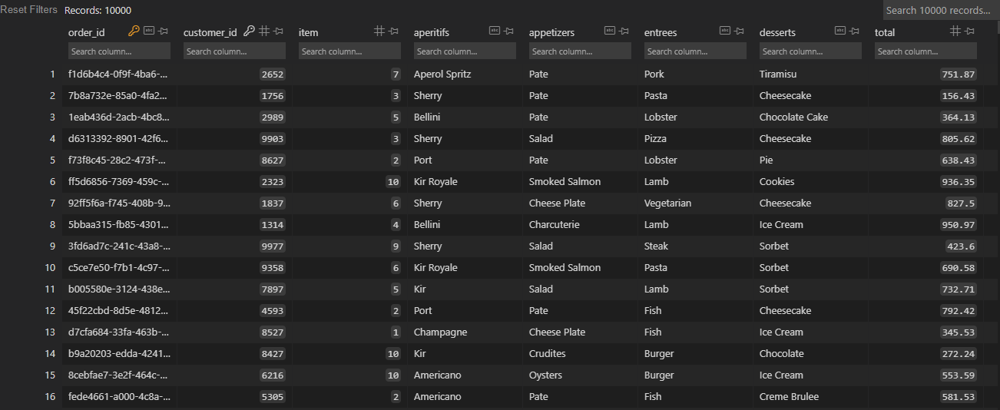 Reset Filters Records: 10000 Search 10000 records...
order_id customer_id item aperitifs appetizers entrees desserts total
Search column... Search column... Search column... Search column... Search column... Search column... Search column... Search column...
1 f1d6b4c4-0f9f-4ba6-... 2652 7 Aperol Spritz Pate Pork Tiramisu 751.87
2 7b8a732e-85a0-4fa2... 1756 3 Sherry Pate Pasta Cheesecake 156.43
3 1eab436d-2acb-4bc8... 2989 5 Bellini Pate Lobster Chocolate Cake 364.13
4 d6313392-8901-42f6... 9903 3 Sherry Salad Pizza Cheesecake 805.62
5 f73f8c45-28c2-473f-... 8627 2 Port Pate Lobster Pie 638.43
6 ff5d6856-7369-459c-... 2323 10 Kir Royale Smoked Salmon Lamb Cookies 936.35
7 92ff5f6a-f745-408b-9... 1837 6 Sherry Cheese Plate Vegetarian Cheesecake 827.5
8 5bbaa315-fb85-4301... 1314 4 Bellini Charcuterie Lamb Ice Cream 950.97
9 3fd6ad7c-241c-43a8-... 9977 9 Sherry Salad Steak Sorbet 423.6
10 c5ce7e50-f7b1-4c97-... 9358 6 Kir Royale Smoked Salmon Pasta Sorbet 690.58
11 b005580e-3124-438e... 7897 5 Kir Salad Lamb Sorbet 732.71
12 45f22cbd-8d5e-4812... 4593 2 Port Pate Fish Cheesecake 792.42
13 d7cfa684-33fa-463b-... 8527 1 Champagne Cheese Plate Fish Ice Cream 345.53
14 b9a20203-edda-4241... 8427 10 Kir Crudites Burger Chocolate 272.24
15 8cebfae7-3e2f-464c-... 6216 10 Americano Oysters Burger Ice Cream 553.59
16 fede4661-a000-4c8a-... 5305 2 Americano Pate Fish Creme Brulee 581.53